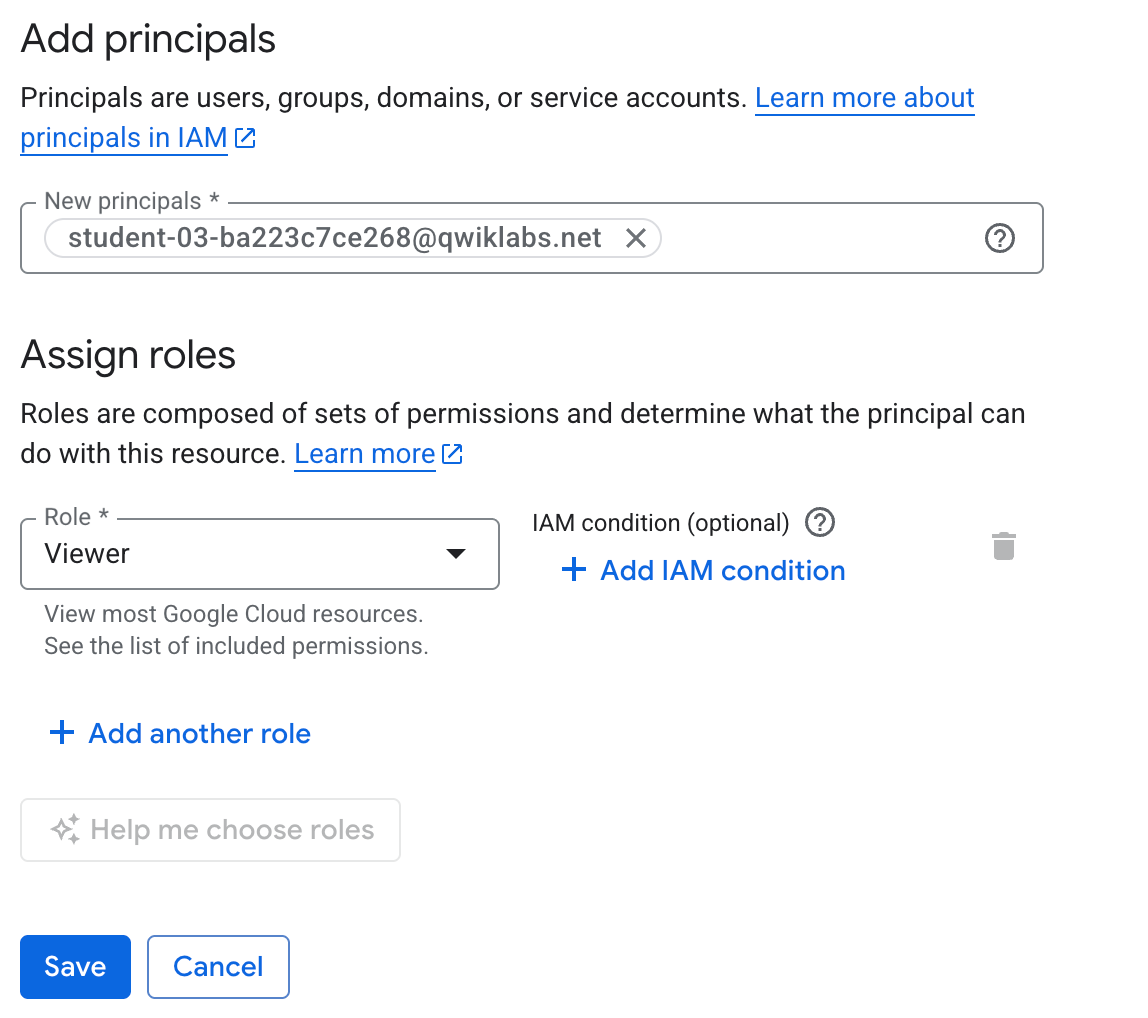 Add principals
Principals are users, groups, domains, or service accounts. Learn more about
principals in IAM
New principals *
student-03-ba223c7ce268@qwiklabs.net
Assign roles
Roles are composed of sets of permissions and determine what the principal can
do with this resource. Learn more
Role *
Viewer
IAM condition (optional)
+ Add IAM condition
View most Google Cloud resources.
See the list of included permissions.
+ Add another role
Help me choose roles
Save
Cancel